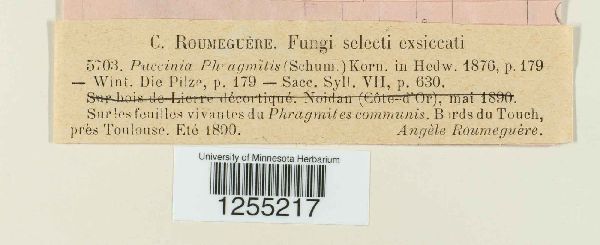 C. ROUMEGUÈRE. Fungi selecti exsiccati
5703. Puccinia Phragmitis (Schum.) Korn. in Hedw. 1876, p. 179
— Wint. Die Pilze, p. 179 — Sacc. Syll. VII, p. 630.
Sur bois de Lierre décortiqué. Noidan (Côte-d'Or), mai 1890.
Sur les feuilles vivantes du Phragmites communis. Bords du Touch,
près Toulouse. Eté 1890. Angèle Roumeguère.
University of Minnesota Herbarium
1255217